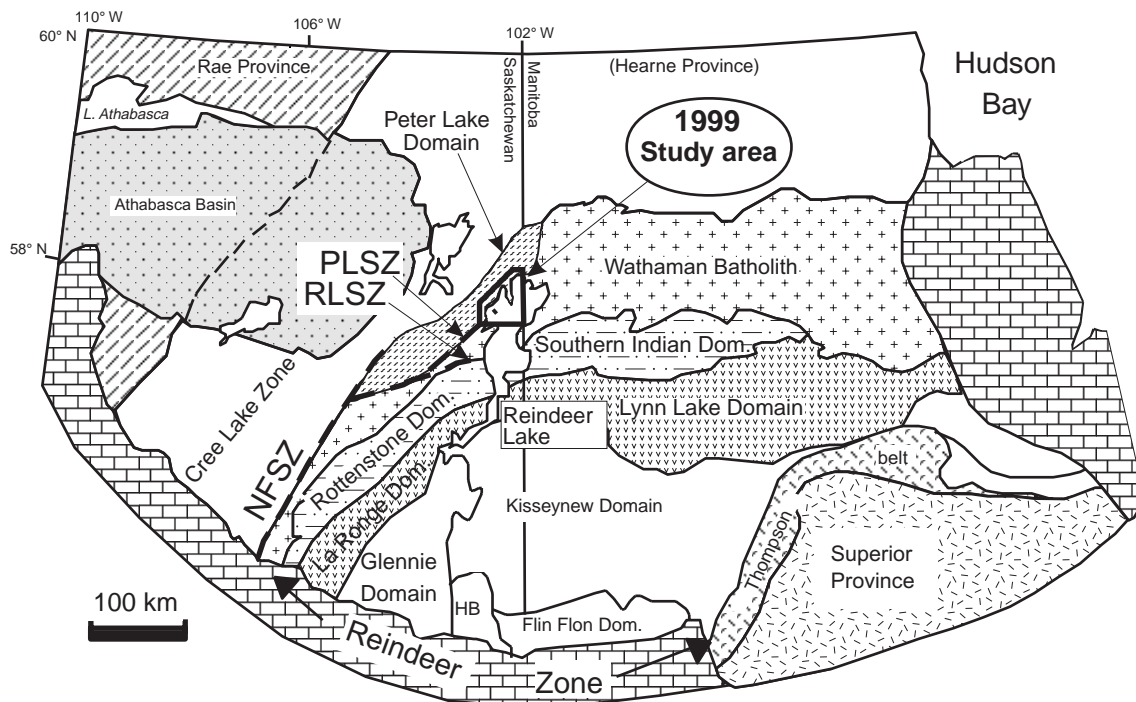 110° W
106° W
102° W
60° N
Rae Province
Manitoba
Saskatchewan
(Hearne Province)
Hudson
Bay
L. Athabasca
Peter Lake
Domain
1999
Study area
Athabasca Basin
58° N
PLSZ
RLSZ
Wathaman Batholith
Southern Indian Dom.
Cree Lake Zone
NFSZ
Rottenstone Dom.
La Ronge Dom.
Reindeer
Lake
Lynn Lake Domain
belt
Thompson
Kisseynew Domain
Superior
Province
Glennie
Domain
HB
Flin Flon Dom.
100 km
Reindeer
Zone